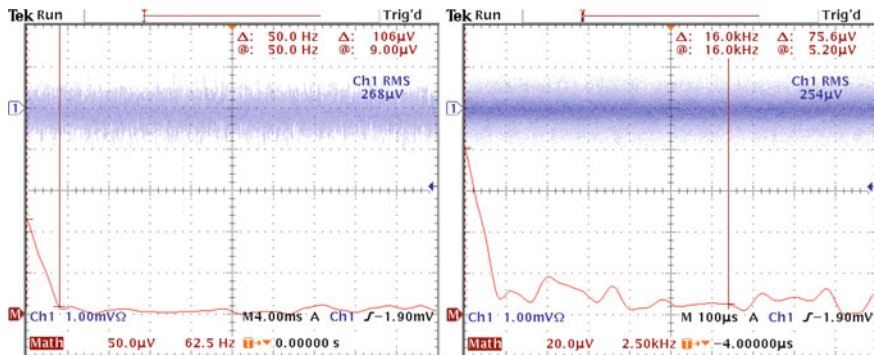 Tek Run Trig'd
Δ: 50.0 Hz Δ: 106µV
@: 50.0 Hz @: 9.00µV
Ch1 RMS
268µV
1
M
Ch1 1.00mVΩ M 4.00ms A Ch1 ʃ -1.90mV
Math 50.0µV 62.5 Hz T→▼ 0.00000 s
Tek Run Trig'd
Δ: 16.0kHz Δ: 75.6µV
@: 16.0kHz @: 5.20µV
Ch1 RMS
254µV
1
M
Ch1 1.00mVΩ M 100µs A Ch1 ʃ -1.90mV
Math 20.0µV 2.50kHz T→▼ -4.00000µs